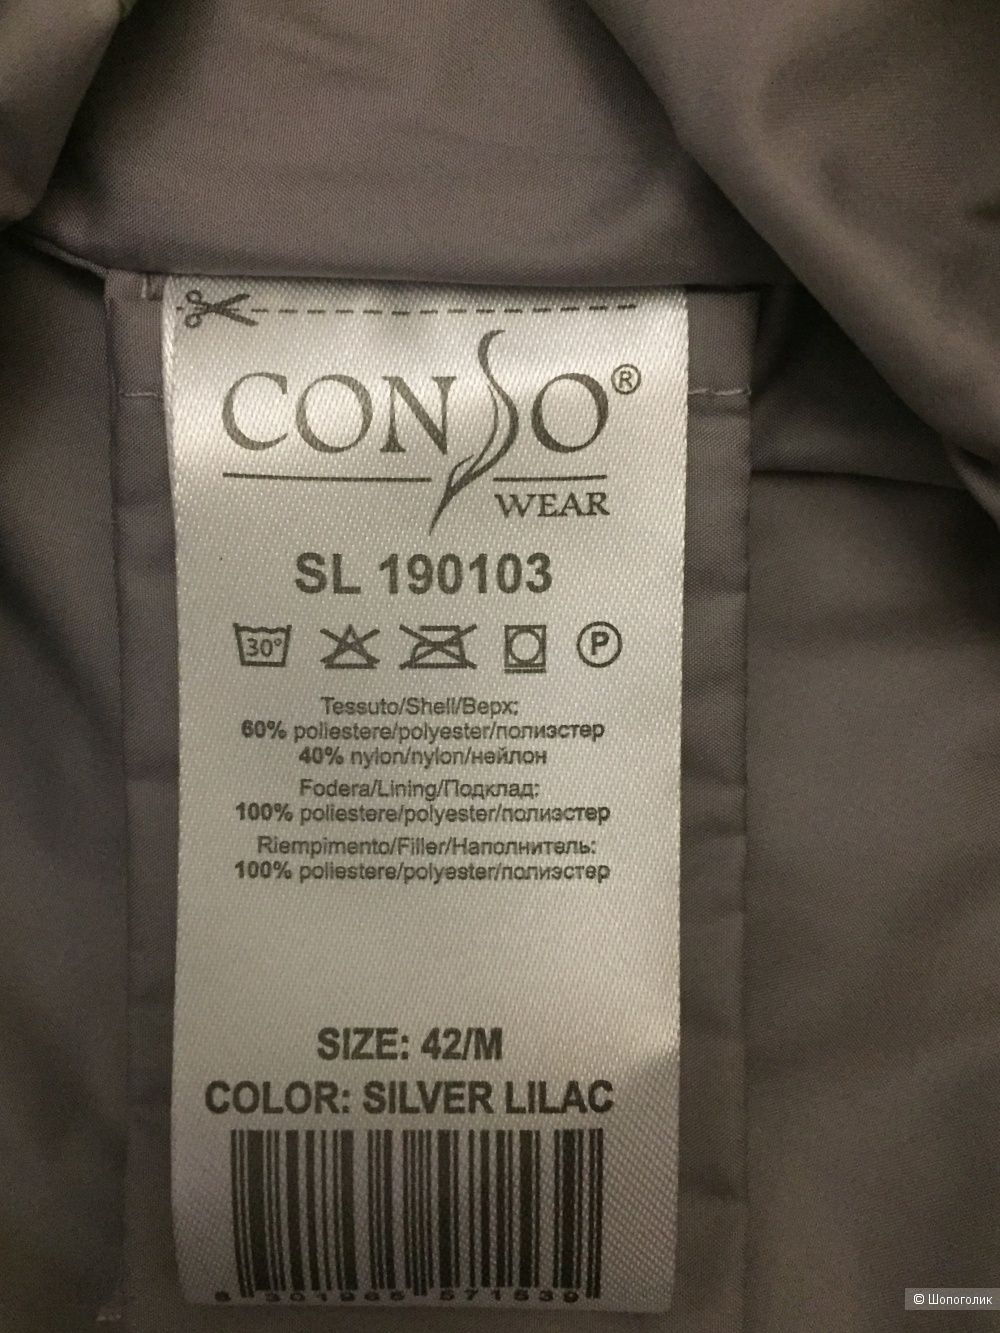 CONSO®
WEAR
SL 190103
30°
P
Tessuto/Shell/Верх:
60% poliestere/polyester/полиэстер
40% nylon/nylon/нейлон
Fodera/Lining/Подклад:
100% poliestere/polyester/полиэстер
Riempimento/Filler/Наполнитель:
100% poliestere/polyester/полиэстер
SIZE: 42/M
COLOR: SILVER LILAC
571539
© Шопоголик